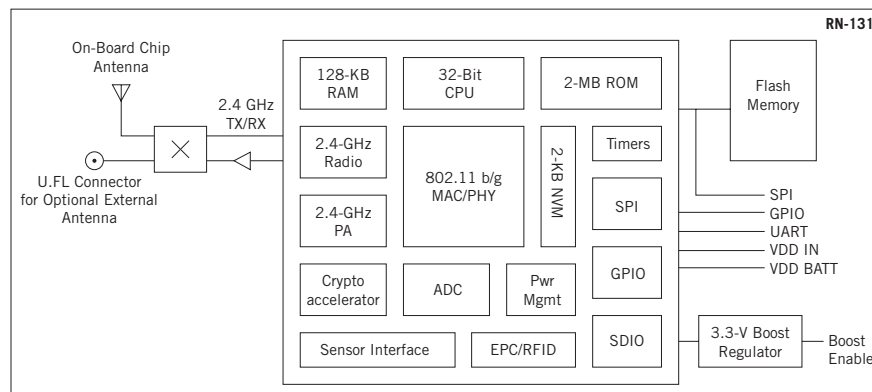 RN-131
On-Board Chip
Antenna
2.4 GHz
TX/RX
U.FL Connector
for Optional External
Antenna
128-KB
RAM
32-Bit
CPU
2-MB ROM
Flash
Memory
2.4-GHz
Radio
802.11 b/g
MAC/PHY
2-KB NVM
Timers
2.4-GHz
PA
SPI
GPIO
Crypto
accelerator
ADC
Pwr
Mgmt
Sensor Interface
EPC/RFID
SDIO
SPI
GPIO
UART
VDD IN
VDD BATT
3.3-V Boost
Regulator
Boost
Enable